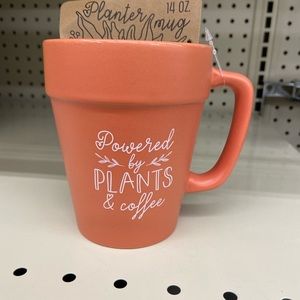 Planter
mug
14 OZ
Powered
by
PLANTS
& coffee